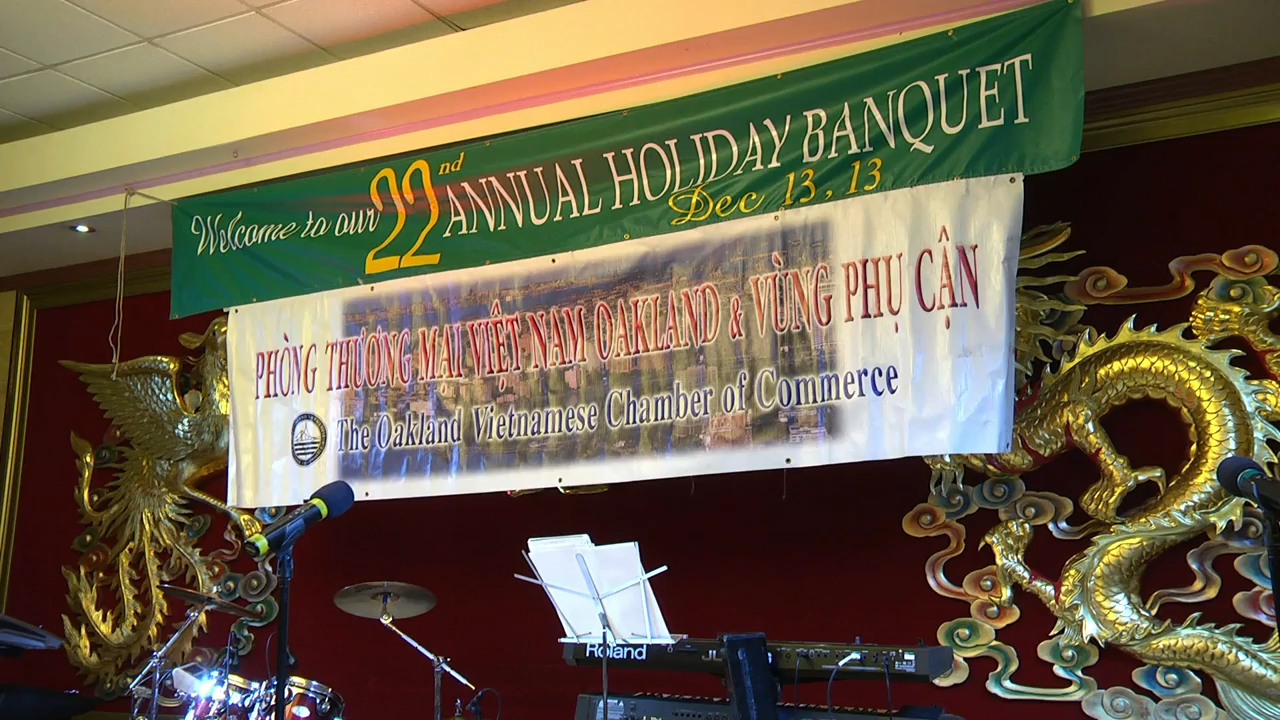 Welcome to our 22nd ANNUAL HOLIDAY BANQUET
Dec 13, 13
PHÒNG THƯƠNG MẠI VIỆT NAM OAKLAND & VÙNG PHỤ CẬN
The Oakland Vietnamese Chamber of Commerce
Roland